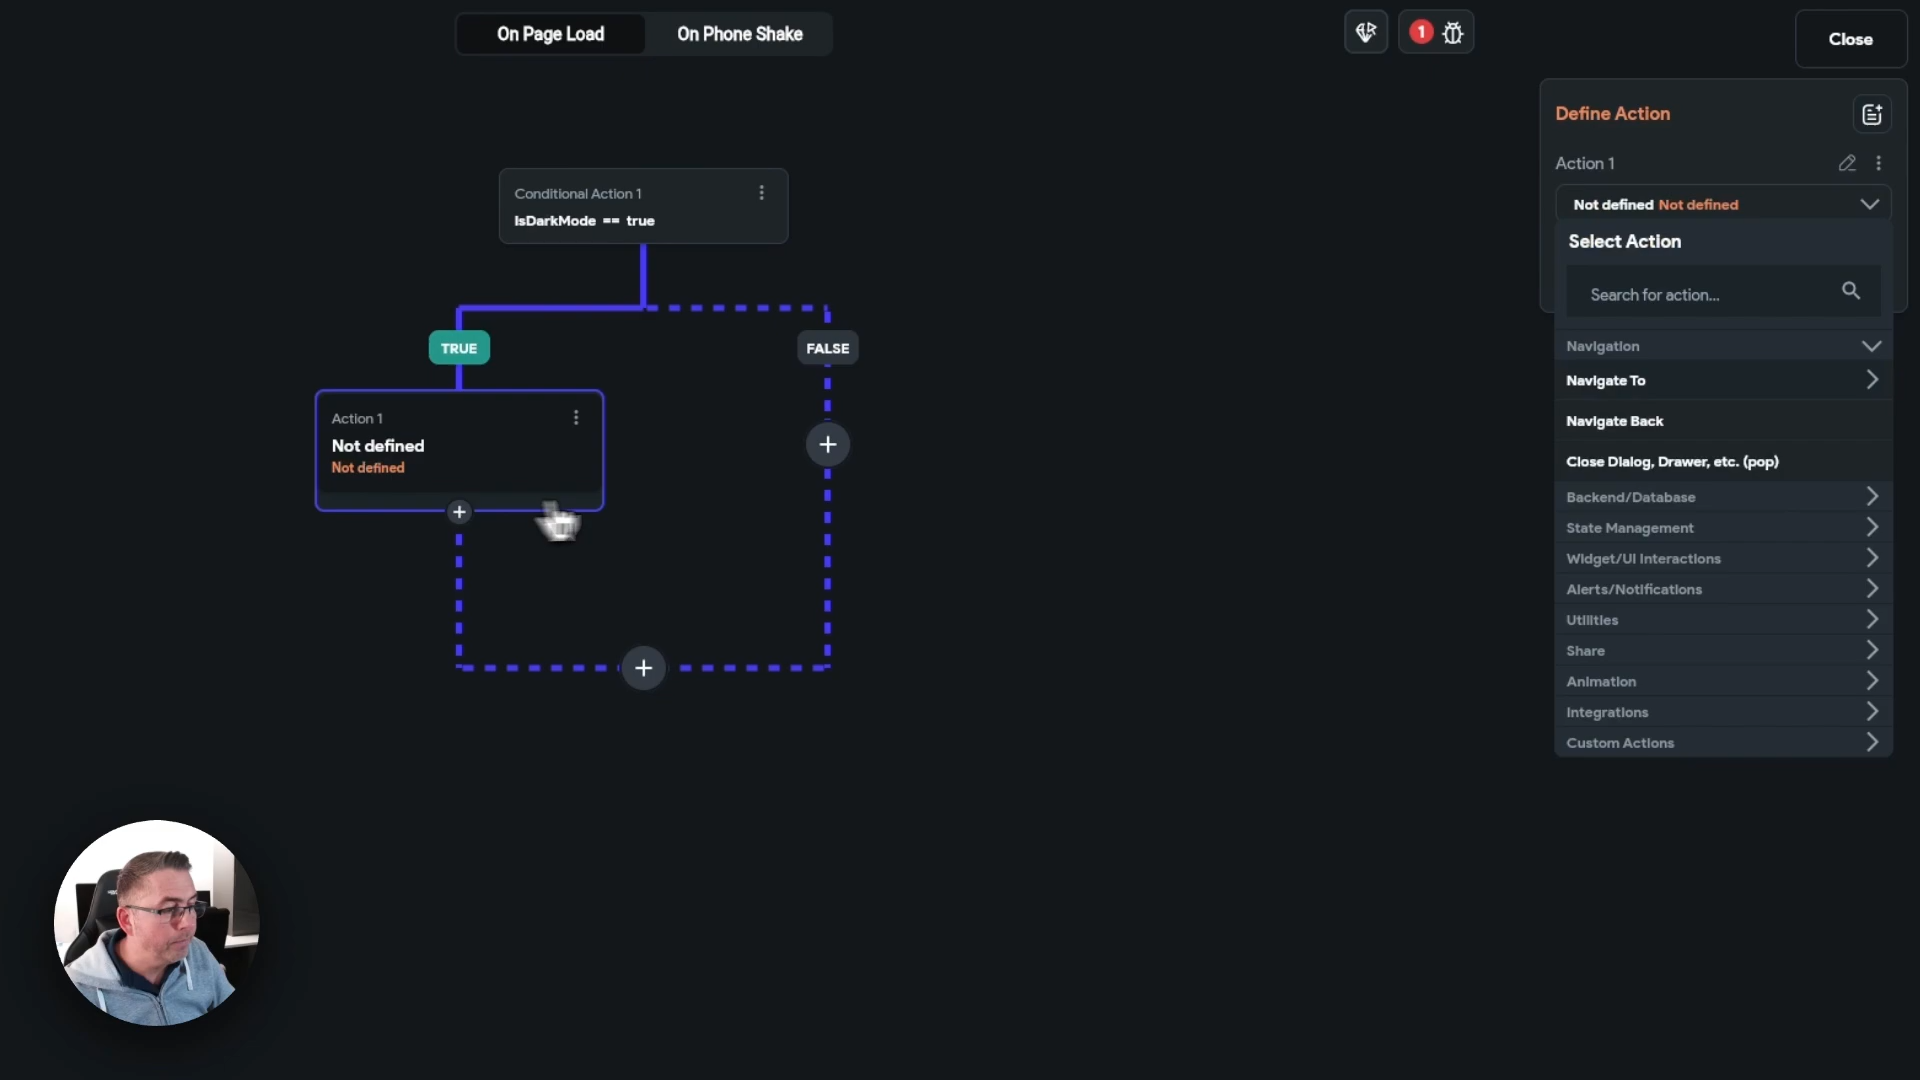 On Page Load
On Phone Shake
1
Close
Define Action
Action 1
Not defined Not defined
Select Action
Search for action...
Navigation
Navigate To
Navigate Back
Close Dialog, Drawer, etc. (pop)
Backend/Database
State Management
Widget/UI Interactions
Alerts/Notifications
Utilities
Share
Animation
Integrations
Custom Actions
Conditional Action 1
IsDarkMode == true
TRUE
FALSE
Action 1
Not defined
Not defined